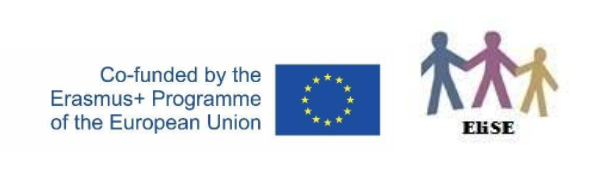 Co-funded by the
Erasmus+ Programme
of the European Union
EliSE